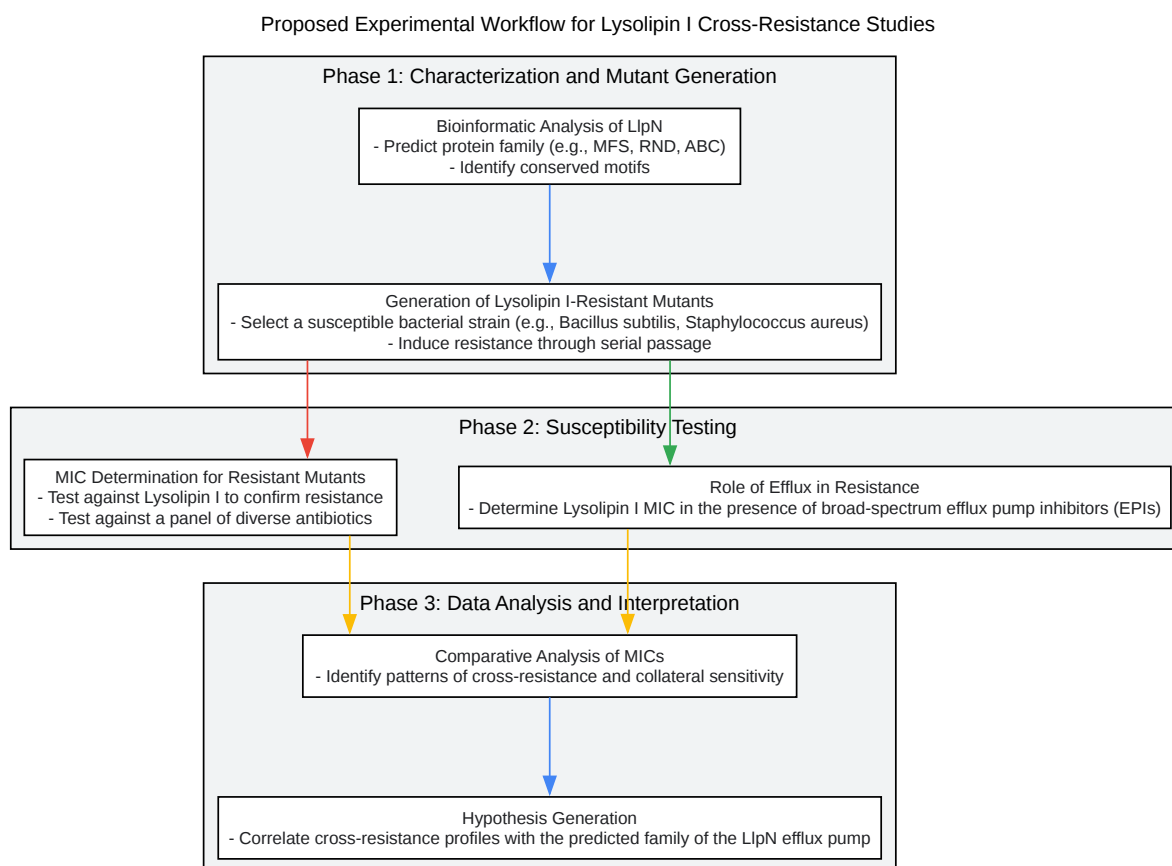 Proposed Experimental Workflow for Lysolipin I Cross-Resistance Studies
Phase 1: Characterization and Mutant Generation
Bioinformatic Analysis of LlpN
- Predict protein family (e.g., MFS, RND, ABC)
- Identify conserved motifs
Generation of Lysolipin I-Resistant Mutants
- Select a susceptible bacterial strain (e.g., Bacillus subtilis, Staphylococcus aureus)
- Induce resistance through serial passage
Phase 2: Susceptibility Testing
MIC Determination for Resistant Mutants
- Test against Lysolipin I to confirm resistance
- Test against a panel of diverse antibiotics
Role of Efflux in Resistance
- Determine Lysolipin I MIC in the presence of broad-spectrum efflux pump inhibitors (EPIs)
Phase 3: Data Analysis and Interpretation
Comparative Analysis of MICs
- Identify patterns of cross-resistance and collateral sensitivity
Hypothesis Generation
- Correlate cross-resistance profiles with the predicted family of the LlpN efflux pump